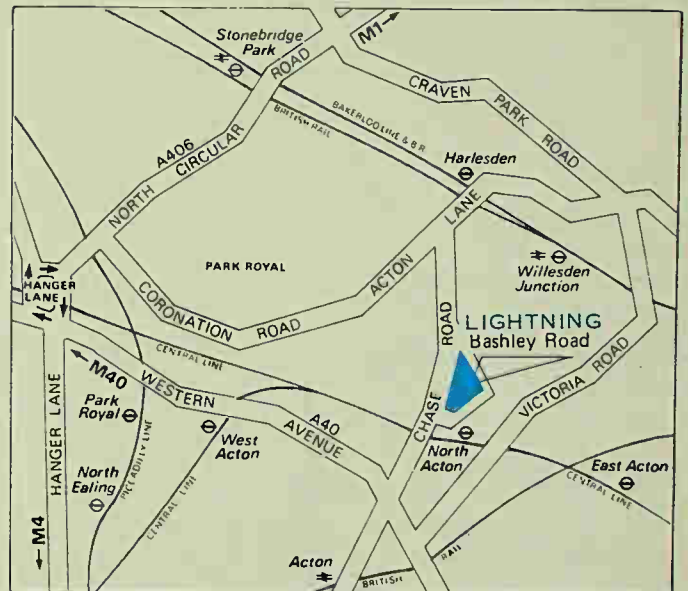 Stonebridge
Park
ROAD
M1
CRAVEN
PARK
ROAD
BAKERLOO LINE & B.R.
BRITISH RAIL
A406
NORTH CIRCULAR
Harlesden
LANE
ACTON
PARK ROYAL
Willesden
Junction
HANGER
LANE
CORONATION ROAD
ROAD
LIGHTNING
Bashley Road
CENTRAL LINE
M40
WESTERN
AVENUE
A40
CHASE
VICTORIA ROAD
Park
Royal
PICADILLY LINE
HANGER LANE
West
Acton
North
Acton
North
Ealing
CENTRAL LINE
East Acton
CENTRAL LINE
M4
Acton
BRITISH
RAIL